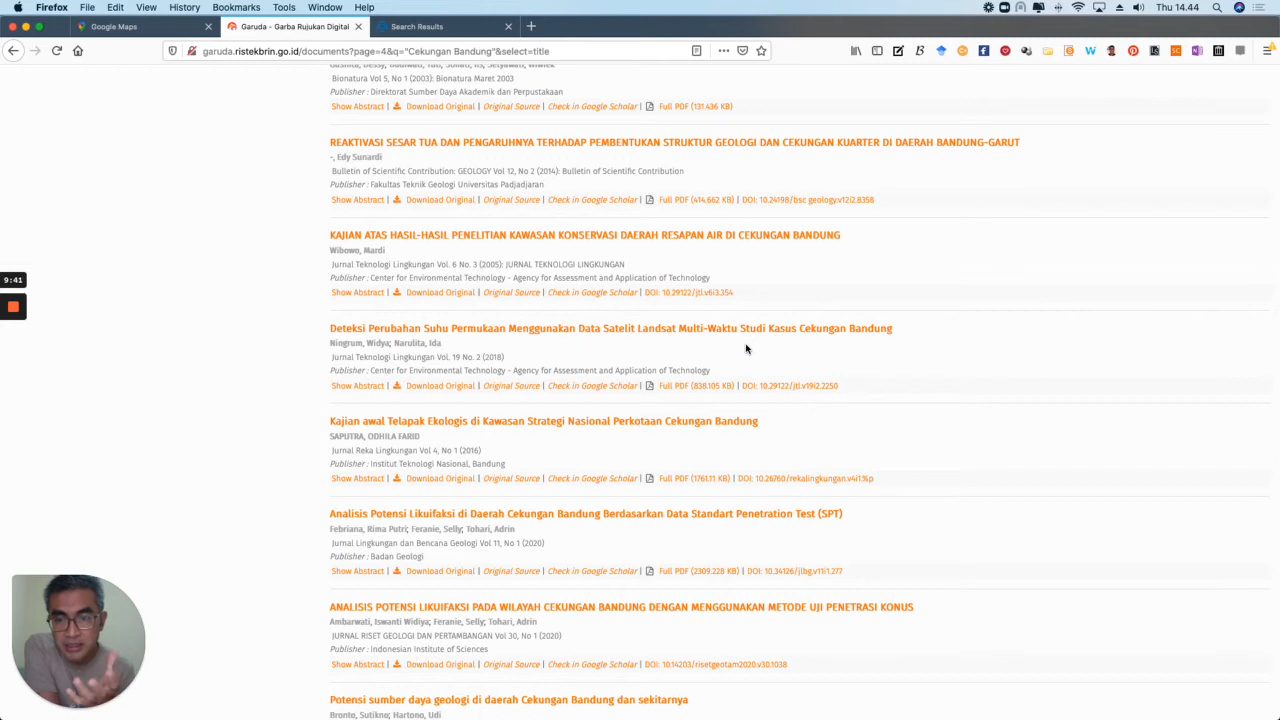 Tools Window Help
Google Maps
Garuda - Garba Rujukan Digital
Search Results
garuda.ristekbrin.go.id/documents?page=4&q="Cekungan Bandung"&select=title
Bionatura Vol 5, No 1 (2003): Bionatura Maret 2003
Publisher : Direktorat Sumber Daya Akademik dan Perpustakaan
Show Abstract | Download Original | Original Source | Check in Google Scholar | Full PDF (131.436 KB)
REAKTIVASI SESAR TUA DAN PENGARUHNYA TERHADAP PEMBENTUKAN STRUKTUR GEOLOGI DAN CEKUNGAN KUARTER DI DAERAH BANDUNG-GARUT
-, Edy Sunardi
Bulletin of Scientific Contribution: GEOLOGY Vol 12, No 2 (2014): Bulletin of Scientific Contribution
Publisher : Fakultas Teknik Geologi Universitas Padjadjaran
Show Abstract | Download Original | Original Source | Check in Google Scholar | Full PDF (414.662 KB) | DOI: 10.24198/bsc geology.v12i2.8358
KAJIAN ATAS HASIL-HASIL PENELITIAN KAWASAN KONSERVASI DAERAH RESAPAN AIR DI CEKUNGAN BANDUNG
Wibowo, Mardi
Jurnal Teknologi Lingkungan Vol. 6 No. 3 (2005): JURNAL TEKNOLOGI LINGKUNGAN
Publisher : Center for Environmental Technology - Agency for Assessment and Application of Technology
Show Abstract | Download Original | Original Source | Check in Google Scholar | DOI: 10.29122/jtl.v6i3.354
9:41
Deteksi Perubahan Suhu Permukaan Menggunakan Data Satelit Landsat Multi-Waktu Studi Kasus Cekungan Bandung
Ningrum, Widya; Narulita, Ida
Jurnal Teknologi Lingkungan Vol. 19 No. 2 (2018)
Publisher : Center for Environmental Technology - Agency for Assessment and Application of Technology
Show Abstract | Download Original | Original Source | Check in Google Scholar | Full PDF (838.105 KB) | DOI: 10.29122/jtl.v19i2.2250
Kajian awal Telapak Ekologis di Kawasan Strategi Nasional Perkotaan Cekungan Bandung
SAPUTRA, ODHILA FARID
Jurnal Reka Lingkungan Vol 4, No 1 (2016)
Publisher : Institut Teknologi Nasional, Bandung
Show Abstract | Download Original | Original Source | Check in Google Scholar | Full PDF (1761.11 KB) | DOI: 10.26760/rekalingkungan.v4i1.%p
Analisis Potensi Likuifaksi di Daerah Cekungan Bandung Berdasarkan Data Standart Penetration Test (SPT)
Febriana, Rima Putri; Feranie, Selly; Tohari, Adrin
Jurnal Lingkungan dan Bencana Geologi Vol 11, No 1 (2020)
Publisher : Badan Geologi
Show Abstract | Download Original | Original Source | Check in Google Scholar | Full PDF (2309.228 KB) | DOI: 10.34126/jlbg.v11i1.277
ANALISIS POTENSI LIKUIFAKSI PADA WILAYAH CEKUNGAN BANDUNG DENGAN MENGGUNAKAN METODE UJI PENETRASI KONUS
Ambarwati, Iswanti Widiya; Feranie, Selly; Tohari, Adrin
JURNAL RISET GEOLOGI DAN PERTAMBANGAN Vol 30, No 1 (2020)
Publisher : Indonesian Institute of Sciences
Show Abstract | Download Original | Original Source | Check in Google Scholar | DOI: 10.14203/risetgeotam2020.v30.1038
Potensi sumber daya geologi di daerah Cekungan Bandung dan sekitarnya
Bronto, Sutikno; Hartono, Udi